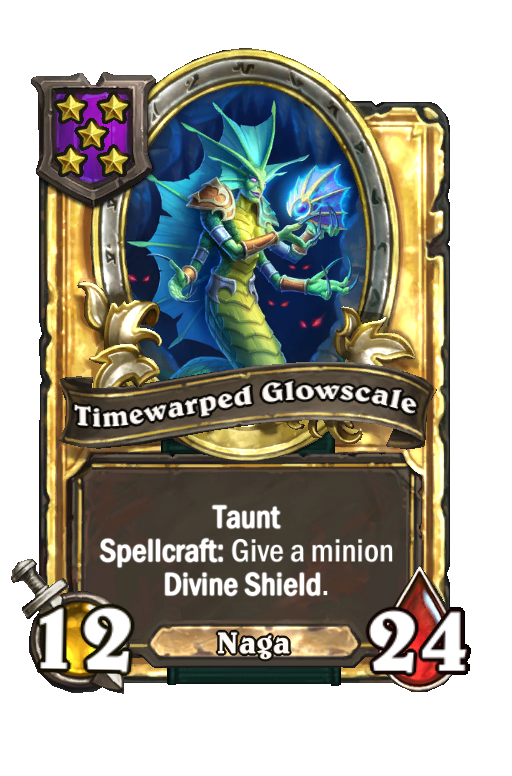 Timewarped Glowscale
Taunt
Spellcraft: Give a minion
Divine Shield.
12
Naga
24